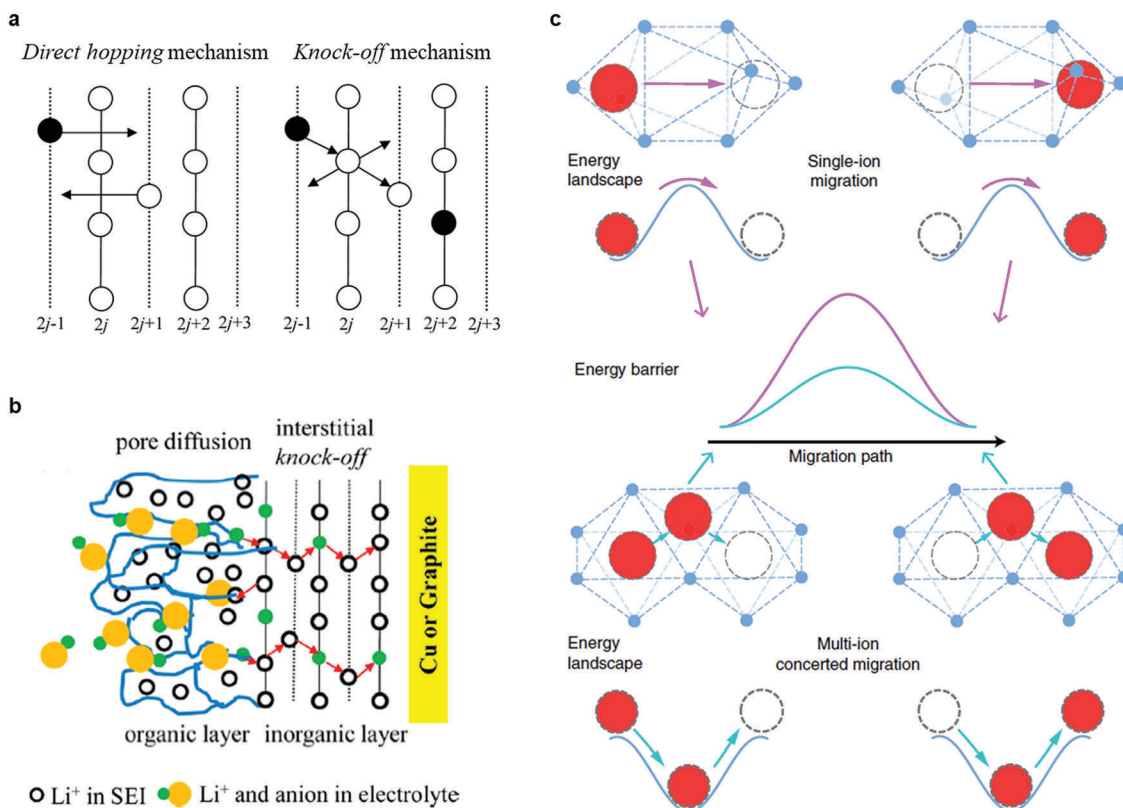 a
Direct hopping mechanism
Knock-off mechanism
2j-1 2j 2j+1 2j+2 2j+3
2j-1 2j 2j+1 2j+2 2j+3
b
pore diffusion
interstitial
knock-off
Cu or Graphite
organic layer
inorganic layer
Li+ in SEI
Li+ and anion in electrolyte
c
Energy
landscape
Single-ion
migration
Energy barrier
Migration path
Energy
landscape
Multi-ion
concerted migration